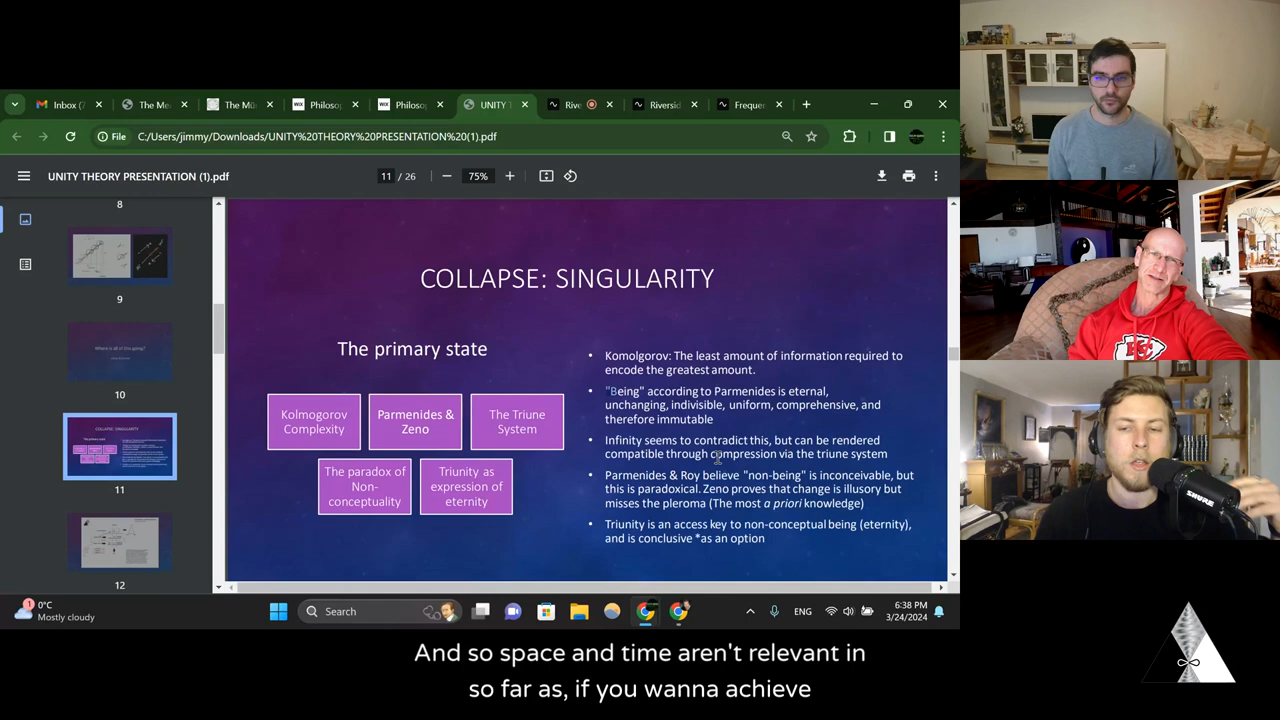 Inbox (7
The Me
The Mü
Philoso
Philoso
UNITY T
Rive
Riversid
Frequen
File
C:/Users/jimmy/Downloads/UNITY%20THEORY%20PRESENTATION%20(1).pdf
UNITY THEORY PRESENTATION (1).pdf
11 / 26
75%
8
9
10
11
12
COLLAPSE: SINGULARITY
The primary state
Kolmogorov
Complexity
Parmenides &
Zeno
The Triune
System
The paradox of
Non-
conceptuality
Triunity as
expression of
eternity
• Komolgorov: The least amount of information required to
encode the greatest amount.
• "Being" according to Parmenides is eternal,
unchanging, indivisible, uniform, comprehensive, and
therefore immutable
• Infinity seems to contradict this, but can be rendered
compatible through compression via the triune system
• Parmenides & Roy believe "non-being" is inconceivable, but
this is paradoxical. Zeno proves that change is illusory but
misses the pleroma (The most a priori knowledge)
• Triunity is an access key to non-conceptual being (eternity),
and is conclusive *as an option
1
0°C
Mostly cloudy
Search
ENG
6:38 PM
3/24/2024
SHURE
And so space and time aren't relevant in
so far as, if you wanna achieve